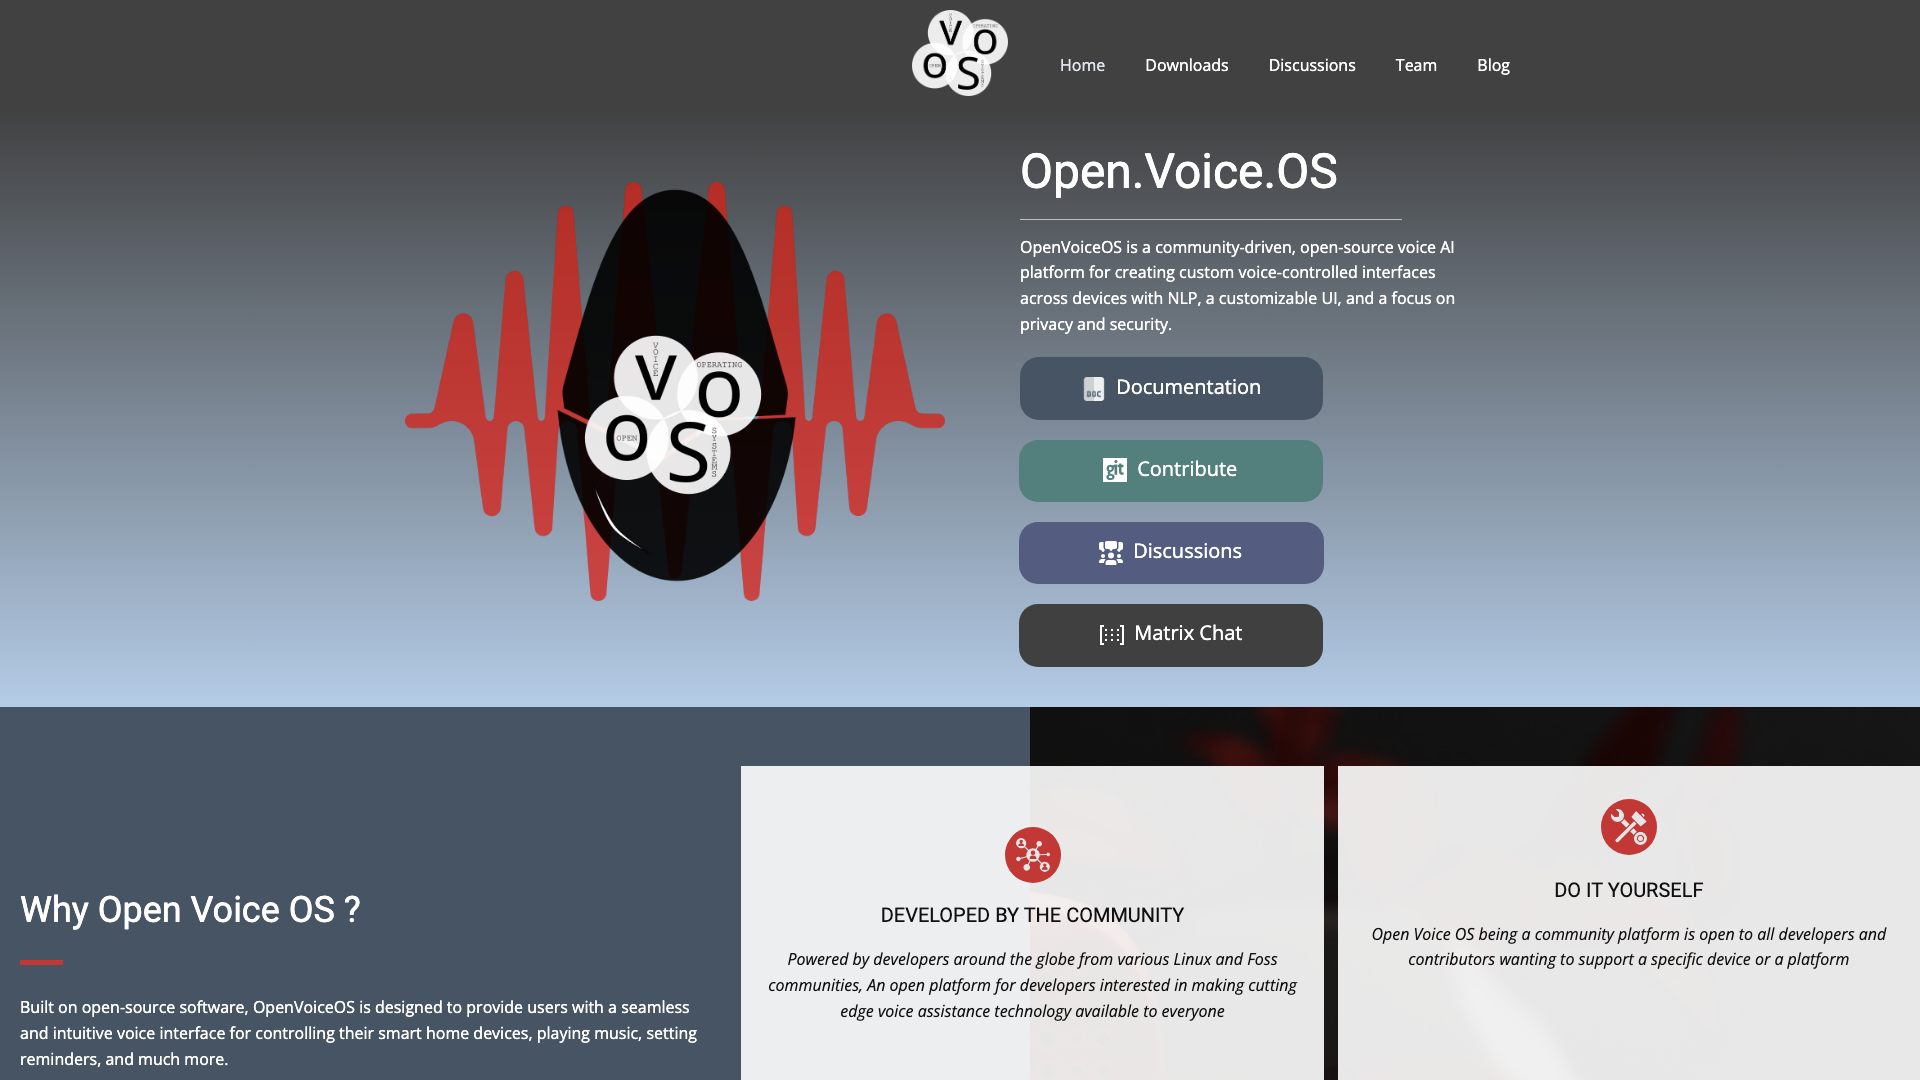 VOICE
OPERATING
V O
O S
OPEN
Home
Downloads
Discussions
Team
Blog
Open.Voice.OS
OpenVoiceOS is a community-driven, open-source voice AI
platform for creating custom voice-controlled interfaces
across devices with NLP, a customizable UI, and a focus on
privacy and security.
VOICE
OPERATING
V O
O S
OPEN
SYSTEMS
DOC Documentation
git Contribute
Discussions
[:::] Matrix Chat
Why Open Voice OS ?
Built on open-source software, OpenVoiceOS is designed to provide users with a seamless
and intuitive voice interface for controlling their smart home devices, playing music, setting
reminders, and much more.
DEVELOPED BY THE COMMUNITY
Powered by developers around the globe from various Linux and Foss
communities, An open platform for developers interested in making cutting
edge voice assistance technology available to everyone
DO IT YOURSELF
Open Voice OS being a community platform is open to all developers and
contributors wanting to support a specific device or a platform